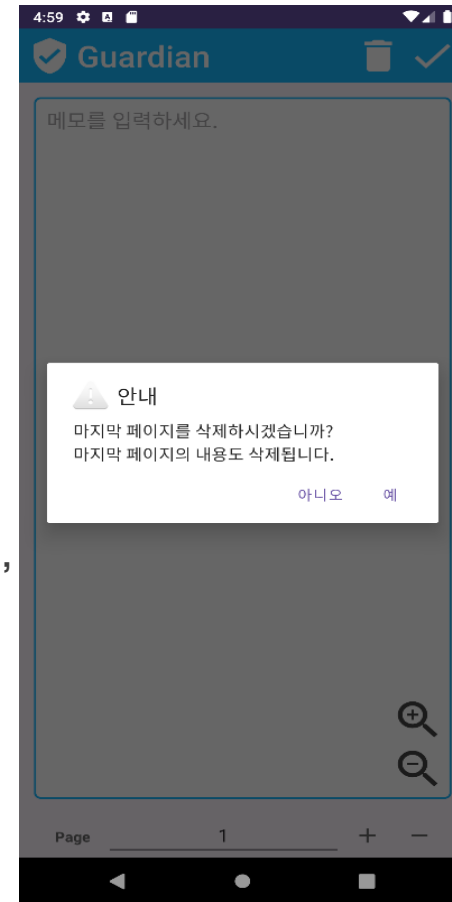 4:59
Guardian
메모를 입력하세요.
안내
마지막 페이지를 삭제하시겠습니까?
마지막 페이지의 내용도 삭제됩니다.
아니오 예
,
Page 1 + −